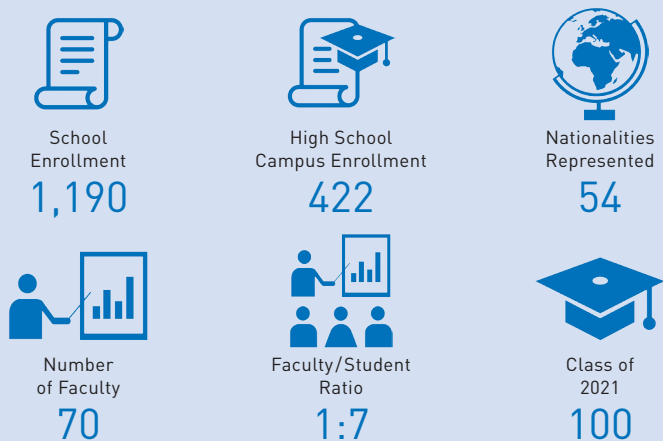 School
Enrollment
1,190
High School
Campus Enrollment
422
Nationalities
Represented
54
Number
of Faculty
70
Faculty/Student
Ratio
1:7
Class of
2021
100